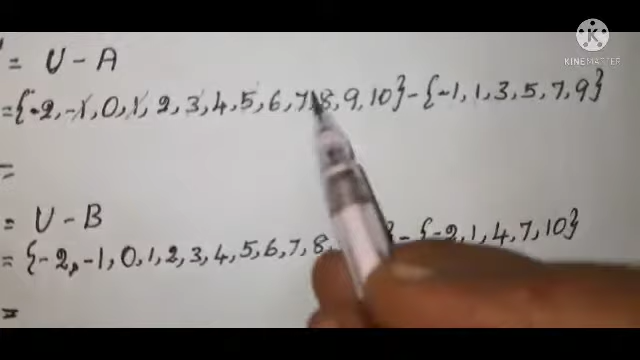 KINEMASTER
' = U - A
= {-2, -1, 0, 1, 2, 3, 4, 5, 6, 7, 8, 9, 10} - {-1, 1, 3, 5, 7, 9}
=
= U - B
= {-2, -1, 0, 1, 2, 3, 4, 5, 6, 7, 8, } - {-2, 1, 4, 7, 10}
=